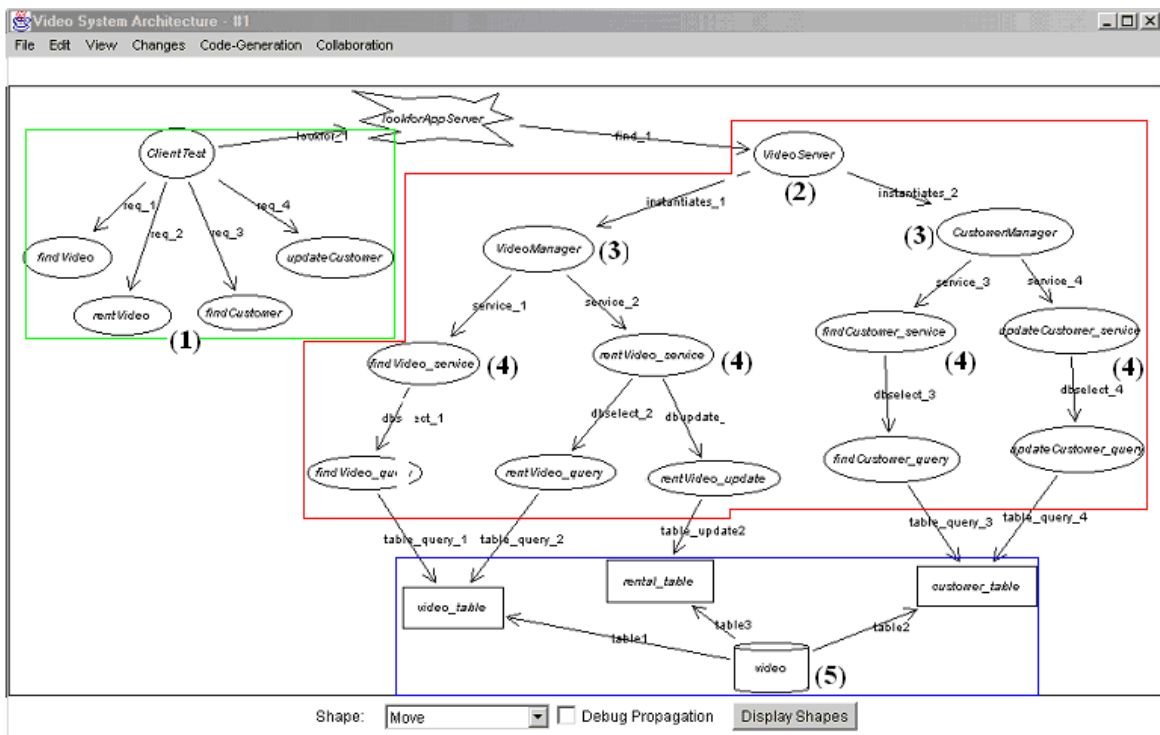 Video System Architecture - #1
File Edit View Changes Code-Generation Collaboration
lookforAppServer
lookfor_1
find_1
ClientTest
VideoServer
(2)
instantiates_1
instantiates_2
req_1
req_2
req_3
req_4
findVideo
updateCustomer
rentVideo
findCustomer
(1)
VideoManager
(3)
(3)
CustomerManager
service_1
service_2
service_3
service_4
findVideo_service
(4)
rentVideo_service
(4)
findCustomer_service
(4)
updateCustomer_service
(4)
dbselect_2
dbupdate_
dbselect_3
dbselect_4
rentVideo_query
rentVideo_update
findCustomer_query
updateCustomer_query
table_query_1
table_query_2
table_update2
table_query_3
table_query_4
video_table
rental_table
customer_table
table1
table3
table2
video
(5)
Shape: Move Debug Propagation Display Shapes